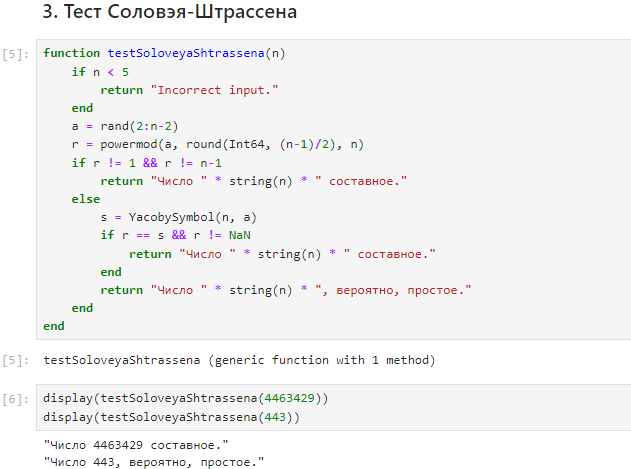 3. Тест Соловэя-Штрассена
[5]: function testSoloveyaShtrassena(n)
    if n < 5
        return "Incorrect input."
    end
    a = rand(2:n-2)
    r = powermod(a, round(Int64, (n-1)/2), n)
    if r != 1 && r != n-1
        return "Число " * string(n) * " составное."
    else
        s = YacobySymbol(n, a)
        if r == s && r != NaN
            return "Число " * string(n) * " составное."
        end
        return "Число " * string(n) * ", вероятно, простое."
    end
end
[5]: testSoloveyaShtrassena (generic function with 1 method)
[6]: display(testSoloveyaShtrassena(4463429))
display(testSoloveyaShtrassena(443))
"Число 4463429 составное."
"Число 443, вероятно, простое."